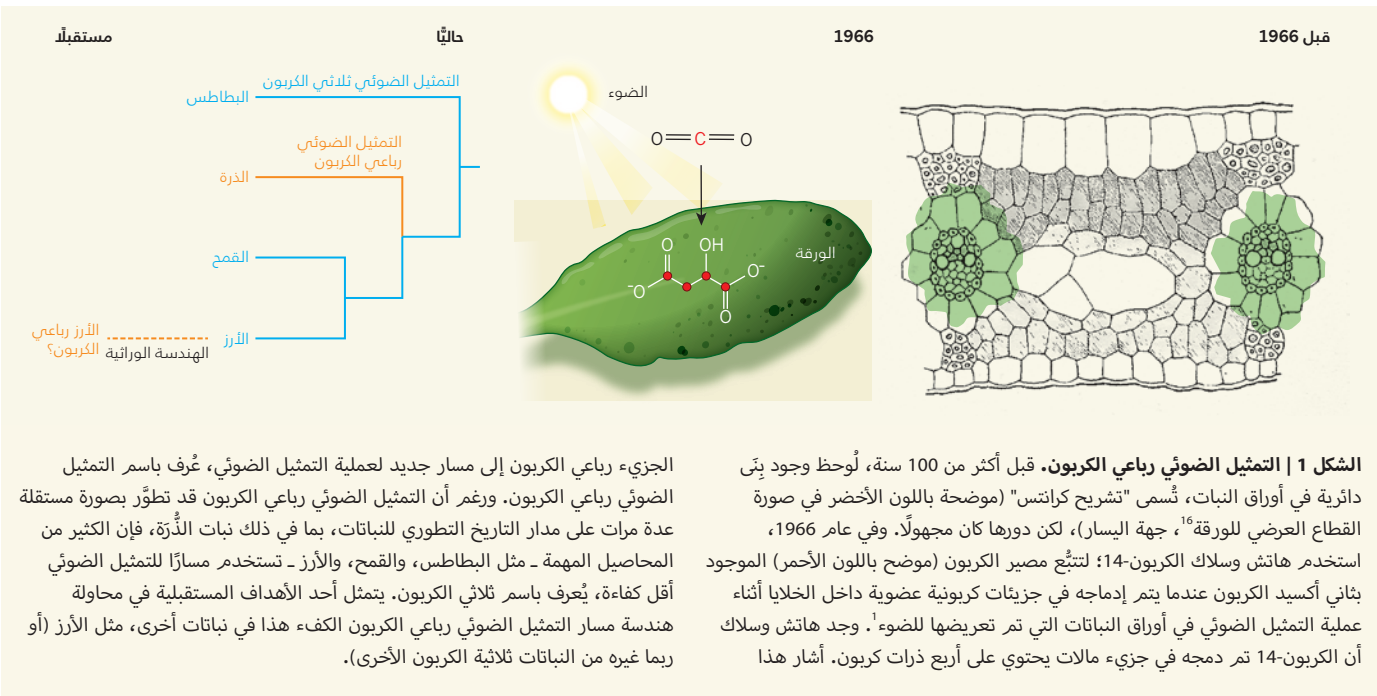 قبل 1966
1966
حاليًّا
مستقبلًا
الضوء
O=C=O
الورقة
O
OH
O-
-O
O
التمثيل الضوئي ثلاثي الكربون
البطاطس
التمثيل الضوئي
رباعي الكربون
الذرة
القمح
الأرز
الهندسة الوراثية
الأرز رباعي
الكربون؟
الشكل 1 | التمثيل الضوئي رباعي الكربون. قبل أكثر من 100 سنة، لُوحظ وجود بِنَى
دائرية في أوراق النبات، تُسمى "تشريح كرانتس" (موضحة باللون الأخضر في صورة
القطاع العرضي للورقة16، جهة اليسار)، لكن دورها كان مجهولًا. وفي عام 1966،
استخدم هاتش وسلاك الكربون-14؛ لتتبُّع مصير الكربون (موضح باللون الأحمر) الموجود
بثاني أكسيد الكربون عندما يتم إدماجه في جزيئات كربونية عضوية داخل الخلايا أثناء
عملية التمثيل الضوئي في أوراق النباتات التي تم تعريضها للضوء1. وجد هاتش وسلاك
أن الكربون-14 تم دمجه في جزيء مالات يحتوي على أربع ذرات كربون. أشار هذا
الجزيء رباعي الكربون إلى مسار جديد لعملية التمثيل الضوئي، عُرف باسم التمثيل
الضوئي رباعي الكربون. ورغم أن التمثيل الضوئي رباعي الكربون قد تطوَّر بصورة مستقلة
عدة مرات على مدار التاريخ التطوري للنباتات، بما في ذلك نبات الذُّرَة، فإن الكثير من
المحاصيل المهمة ـ مثل البطاطس، والقمح، والأرز ـ تستخدم مسارًا للتمثيل الضوئي
أقل كفاءة، يُعرف باسم ثلاثي الكربون. يتمثل أحد الأهداف المستقبلية في محاولة
هندسة مسار التمثيل الضوئي رباعي الكربون الكفء هذا في نباتات أخرى، مثل الأرز (أو
ربما غيره من النباتات ثلاثية الكربون الأخرى).